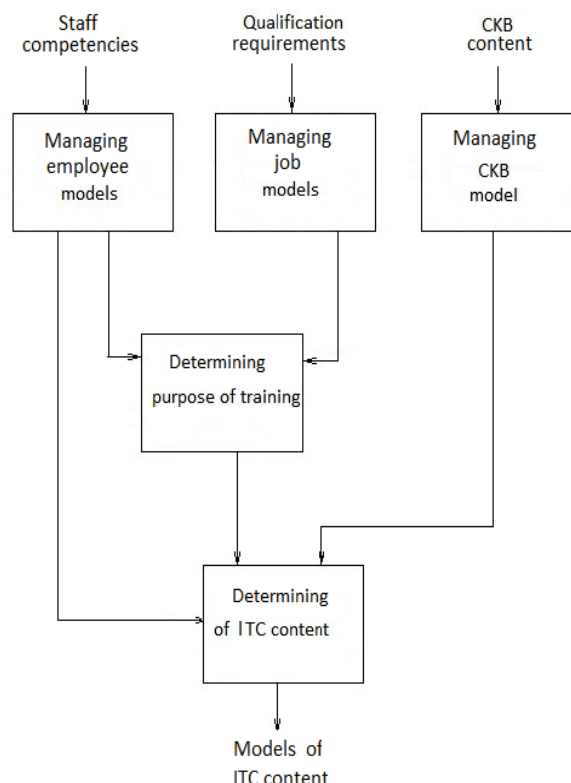 Staff
competencies
Qualification
requirements
CKB
content
Managing
employee
models
Managing
job
models
Managing
CKB
model
Determining
purpose of training
Determining
of ITC content
Models of
ITC content